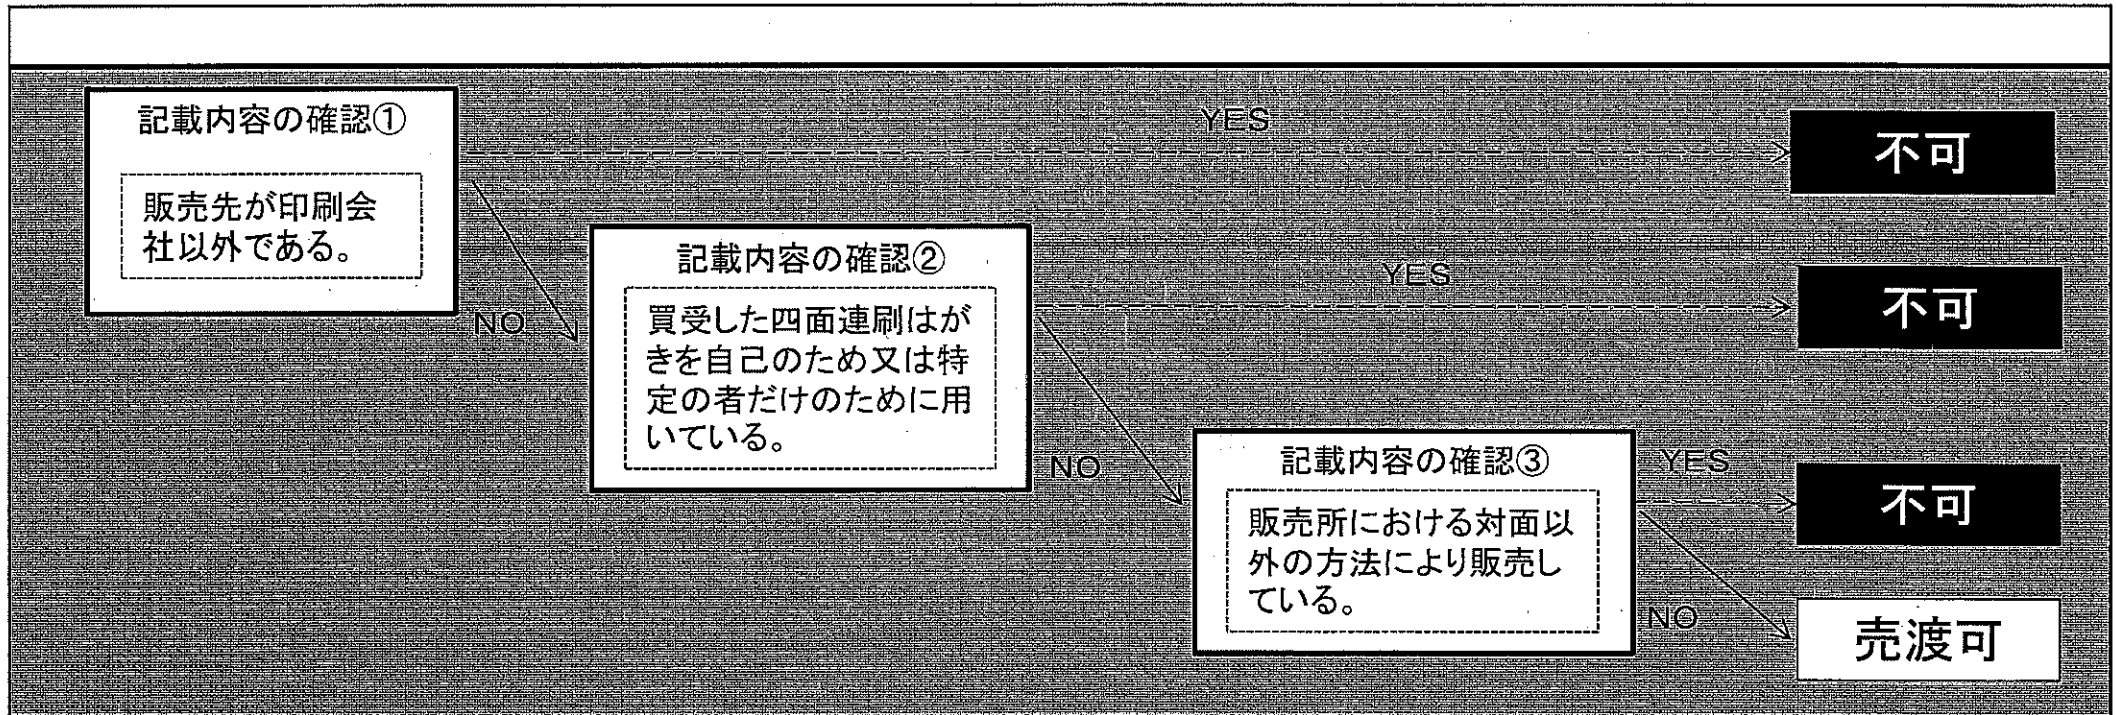 記載内容の確認①
販売先が印刷会
社以外である。
YES
不可
NO
記載内容の確認②
買受した四面連刷はが
きを自己のため又は特
定の者だけのために用
いている。
YES
不可
NO
記載内容の確認③
販売所における対面以
外の方法により販売し
ている。
YES
不可
NO
売渡可